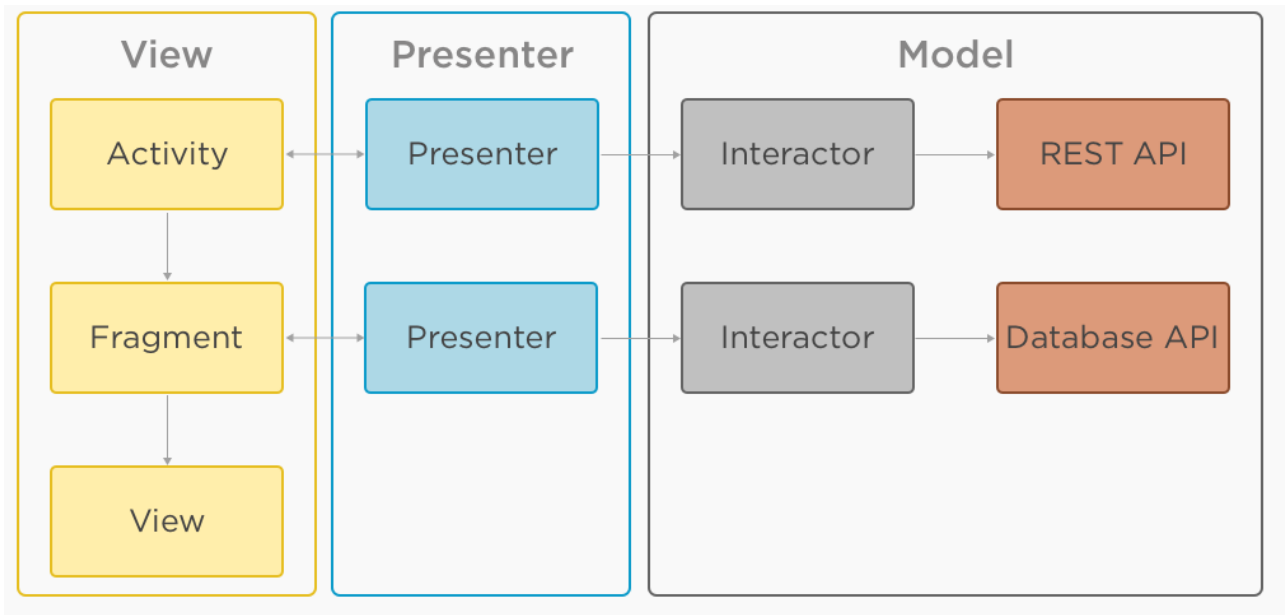 View
Presenter
Model
Activity
Presenter
Interactor
REST API
Fragment
Presenter
Interactor
Database API
View